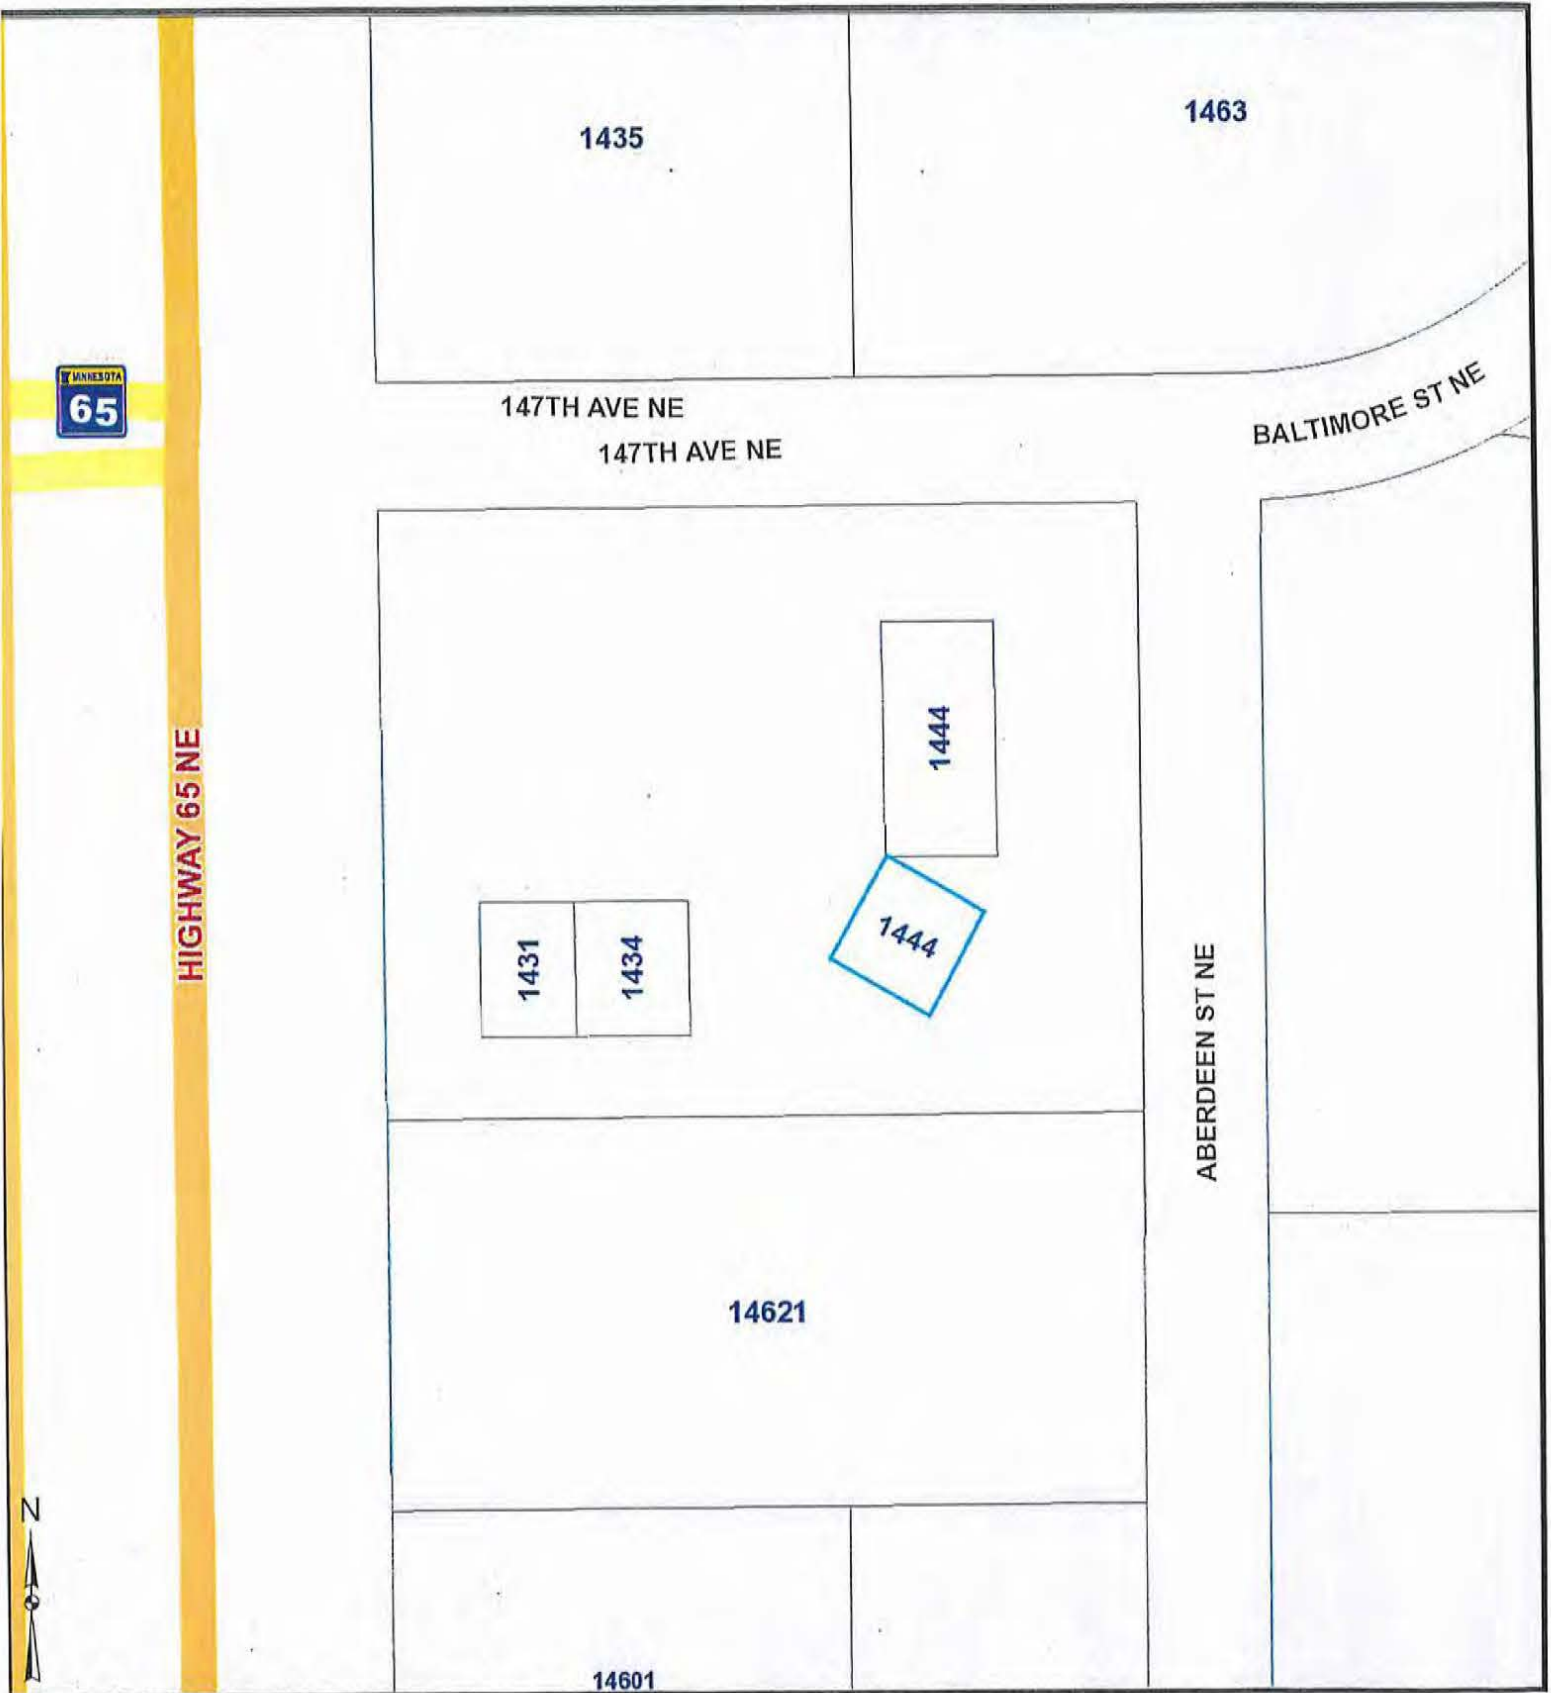 1435
1463
MINNESOTA
65
147TH AVE NE
147TH AVE NE
BALTIMORE ST NE
HIGHWAY 65 NE
1444
1444
1431
1434
ABERDEEN ST NE
14621
N
14601